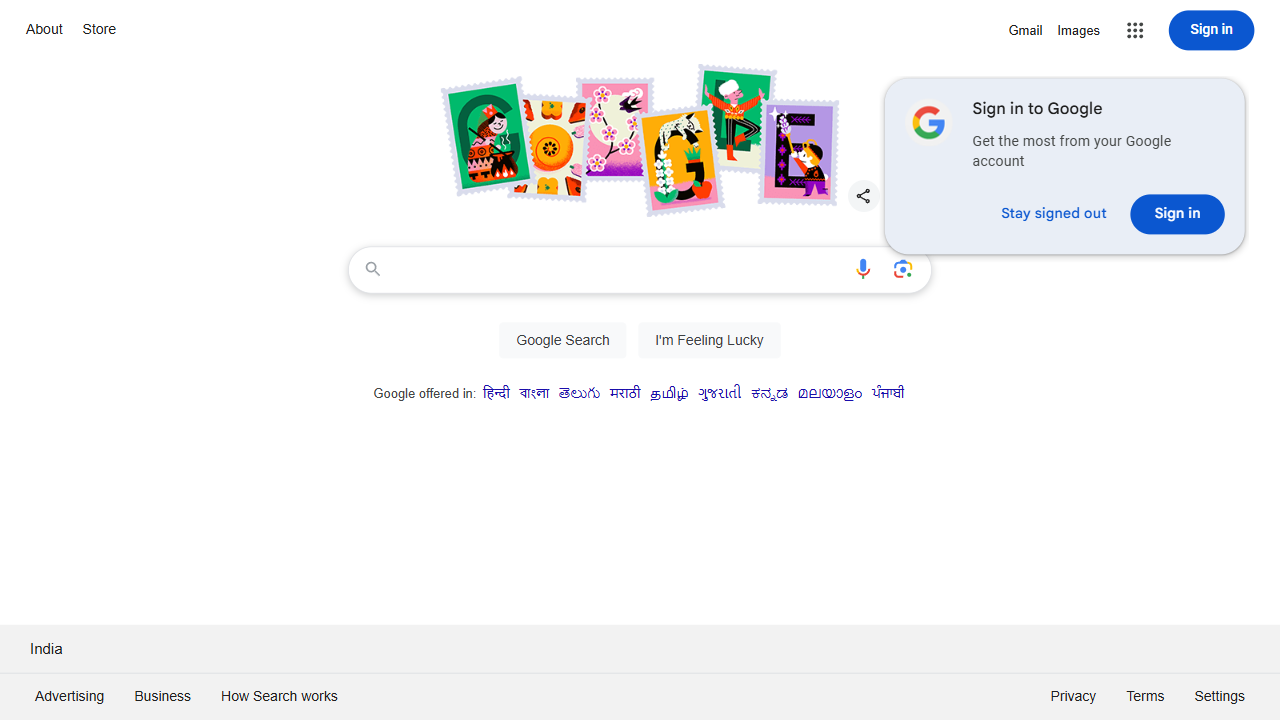 About Store
Gmail Images Sign in
Sign in to Google
Get the most from your Google
account
Stay signed out Sign in
Google Search I'm Feeling Lucky
Google offered in: हिन्दी বাংলা తెలుగు मराठी தமிழ் ગુજરાતી ಕನ್ನಡ മലയാളം ਪੰਜਾਬੀ
India
Advertising Business How Search works Privacy Terms Settings